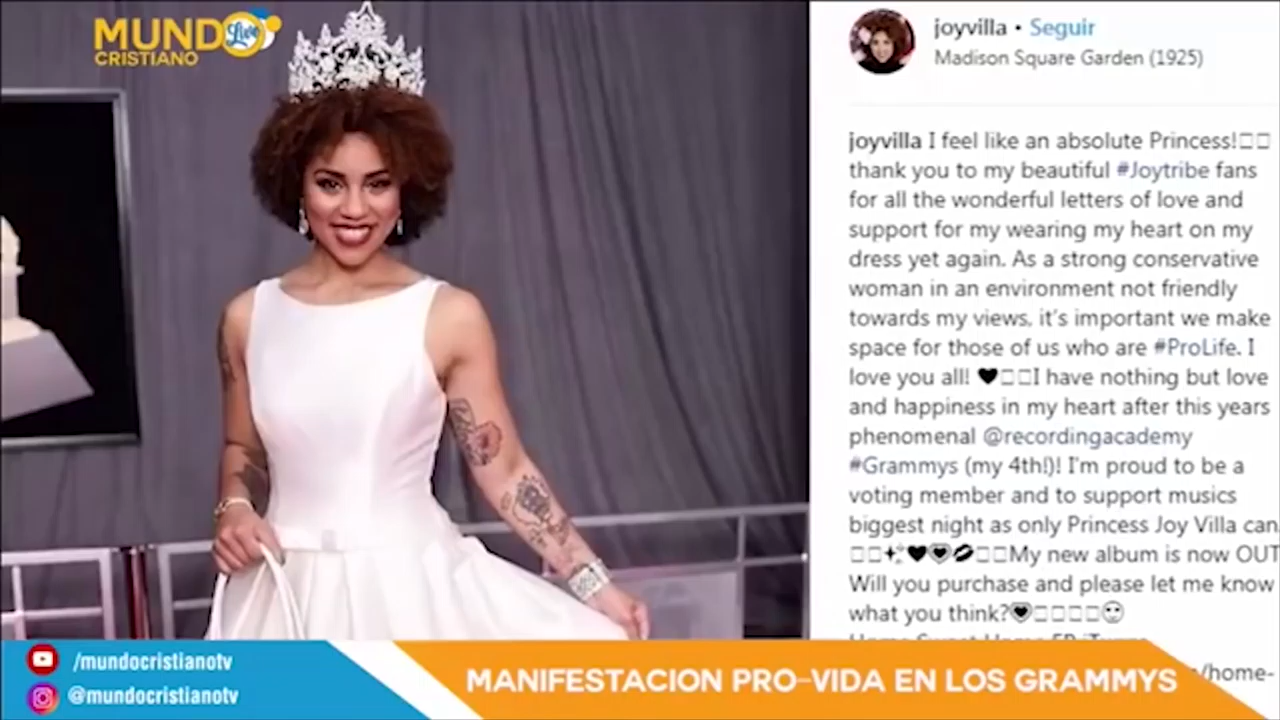 MUNDO
Live
CRISTIANO
joyvilla • Seguir
Madison Square Garden (1925)
joyvilla I feel like an absolute Princess!
thank you to my beautiful #Joytribe fans
for all the wonderful letters of love and
support for my wearing my heart on my
dress yet again. As a strong conservative
woman in an environment not friendly
towards my views, it's important we make
space for those of us who are #ProLife. I
love you all! ♥I have nothing but love
and happiness in my heart after this years
phenomenal @recordingacademy
#Grammys (my 4th!)! I'm proud to be a
voting member and to support musics
biggest night as only Princess Joy Villa can
My new album is now OUT
Will you purchase and please let me know
what you think?
/home-
/mundocristianotv
@mundocristianotv
MANIFESTACION PRO-VIDA EN LOS GRAMMYS